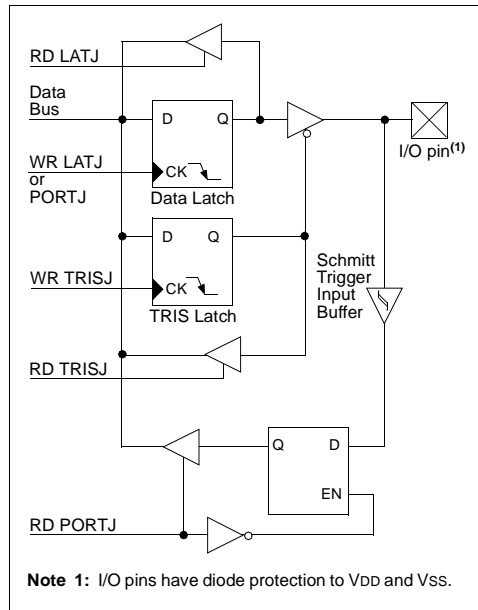 RD LATJ
Data
Bus
D Q
I/O pin(1)
WR LATJ
or
PORTJ
CK
Data Latch
D Q
WR TRISJ
CK
TRIS Latch
Schmitt
Trigger
Input
Buffer
RD TRISJ
Q D
EN
RD PORTJ
Note 1: I/O pins have diode protection to VDD and VSS.